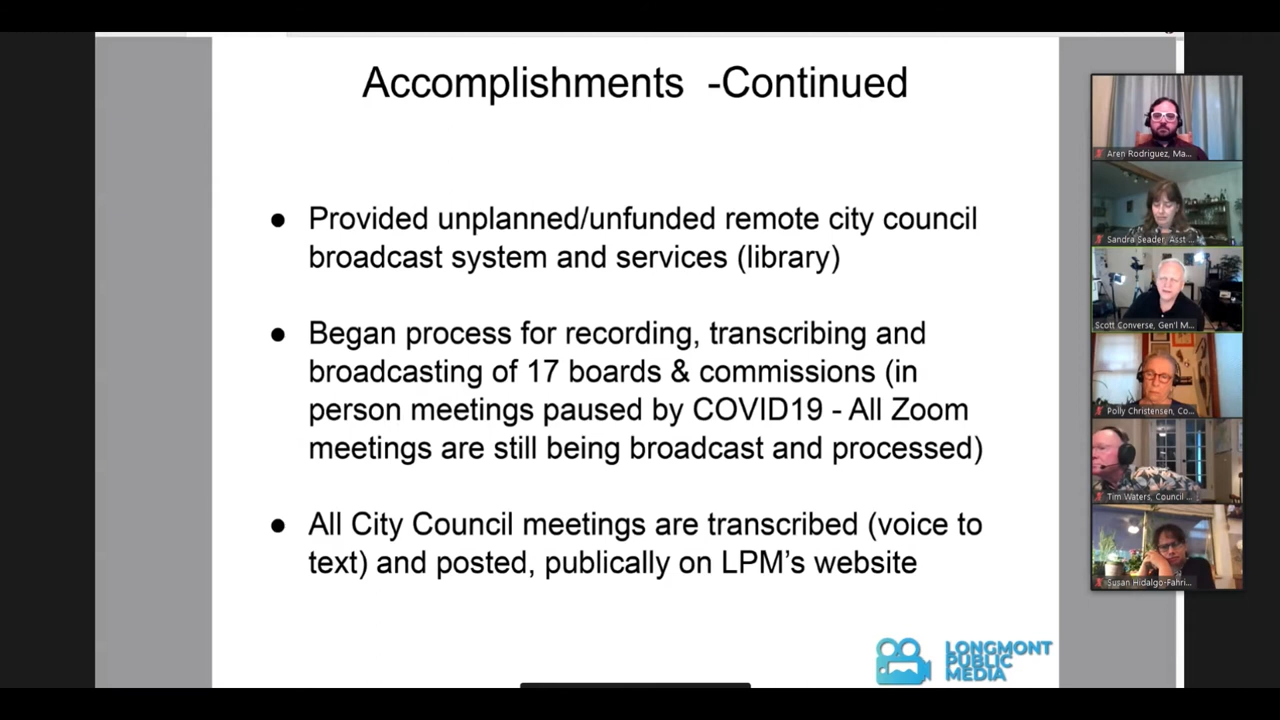 Accomplishments -Continued
● Provided unplanned/unfunded remote city council
broadcast system and services (library)
● Began process for recording, transcribing and
broadcasting of 17 boards & commissions (in
person meetings paused by COVID19 - All Zoom
meetings are still being broadcast and processed)
● All City Council meetings are transcribed (voice to
text) and posted, publically on LPM’s website
LONGMONT
PUBLIC
MEDIA
Aren Rodriguez, Ma...
Sandra Seader, Asst ...
Scott Converse, Gen'l M...
Polly Christensen, Co...
Tim Waters, Council ...
Susan Hidalgo-Fahri...